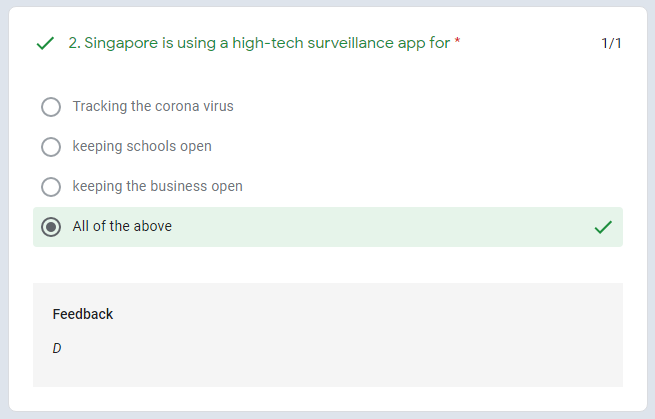 2. Singapore is using a high-tech surveillance app for * 1/1
Tracking the corona virus
keeping schools open
keeping the business open
All of the above
Feedback
D